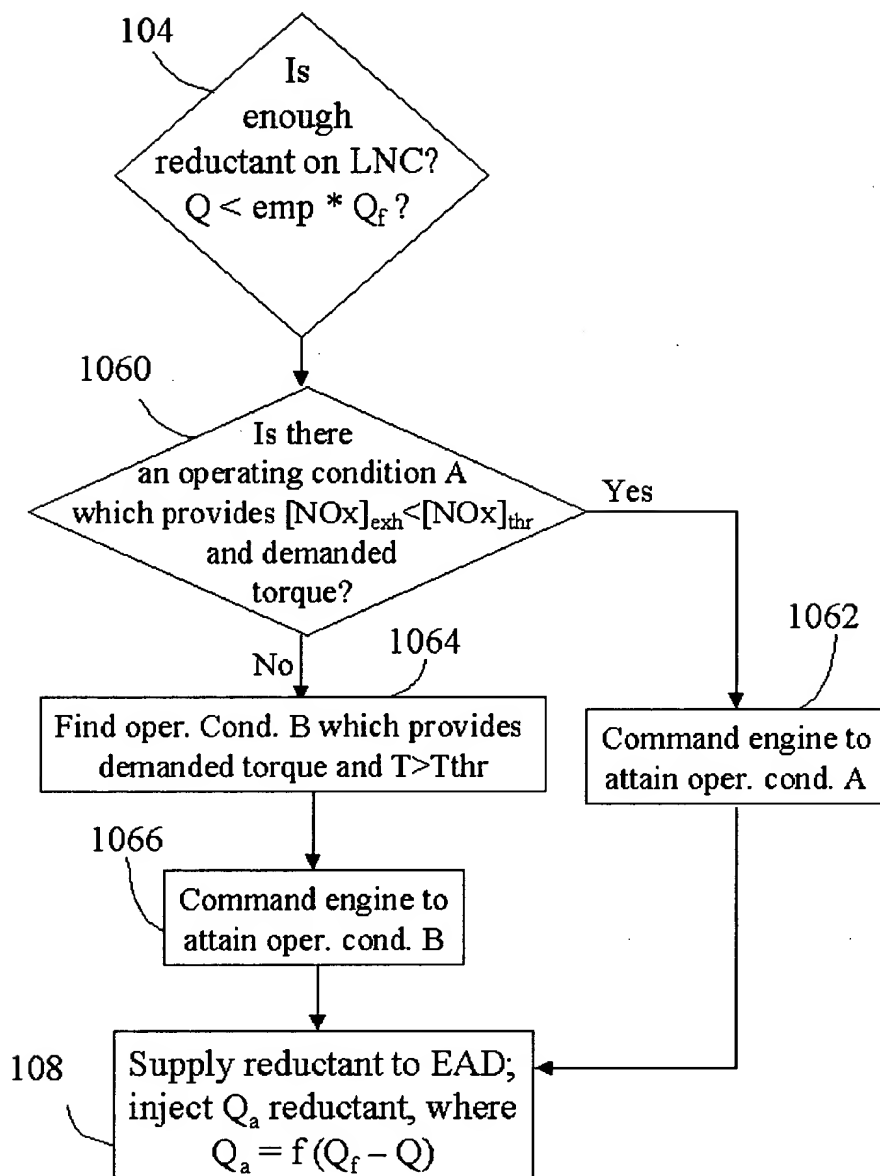 104
Is
enough
reductant on LNC?
Q < emp * Qf ?
1060
Is there
an operating condition A
which provides [NOx]exh<[NOx]thr
and demanded
torque?
Yes
No
1064
1062
Find oper. Cond. B which provides
demanded torque and T>Tthr
Command engine to
attain oper. cond. A
1066
Command engine to
attain oper. cond. B
108
Supply reductant to EAD;
inject Qa reductant, where
Qa = f (Qf – Q)